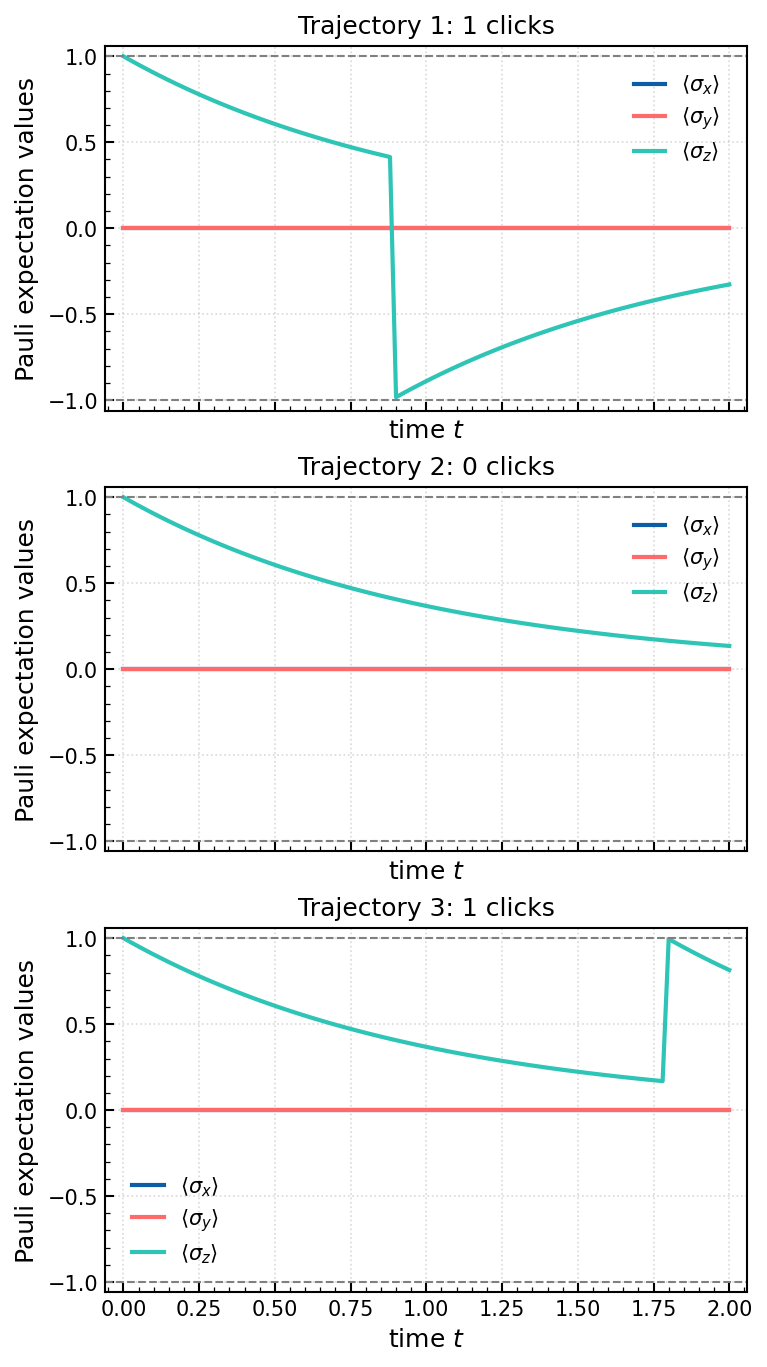 Trajectory 1: 1 clicks
Pauli expectation values
1.0
0.5
0.0
−0.5
−1.0
⟨σx⟩
⟨σy⟩
⟨σz⟩
time t
Trajectory 2: 0 clicks
Pauli expectation values
1.0
0.5
0.0
−0.5
−1.0
⟨σx⟩
⟨σy⟩
⟨σz⟩
time t
Trajectory 3: 1 clicks
Pauli expectation values
1.0
0.5
0.0
−0.5
−1.0
⟨σx⟩
⟨σy⟩
⟨σz⟩
0.00 0.25 0.50 0.75 1.00 1.25 1.50 1.75 2.00
time t